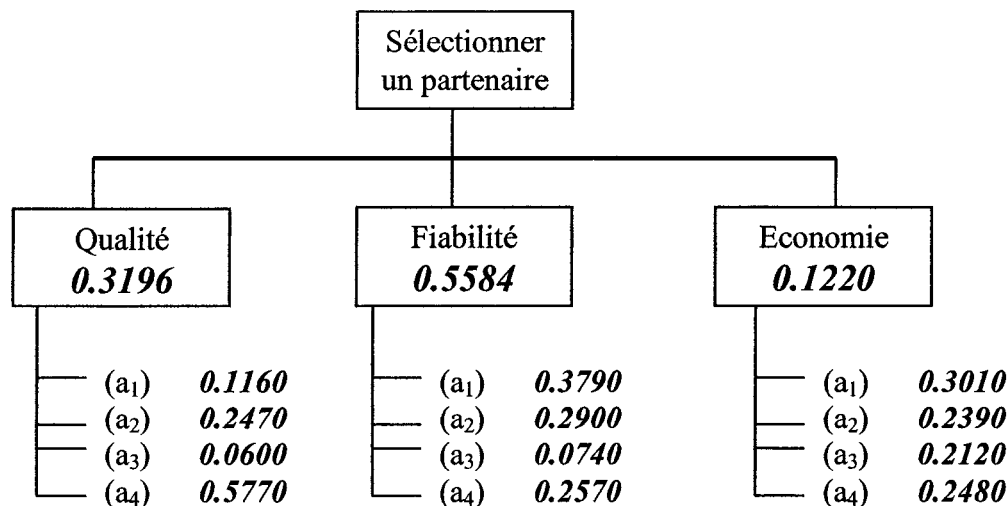 Sélectionner
un partenaire
Qualité
0.3196
Fiabilité
0.5584
Economie
0.1220
(a₁) 0.1160
(a₂) 0.2470
(a₃) 0.0600
(a₄) 0.5770
(a₁) 0.3790
(a₂) 0.2900
(a₃) 0.0740
(a₄) 0.2570
(a₁) 0.3010
(a₂) 0.2390
(a₃) 0.2120
(a₄) 0.2480